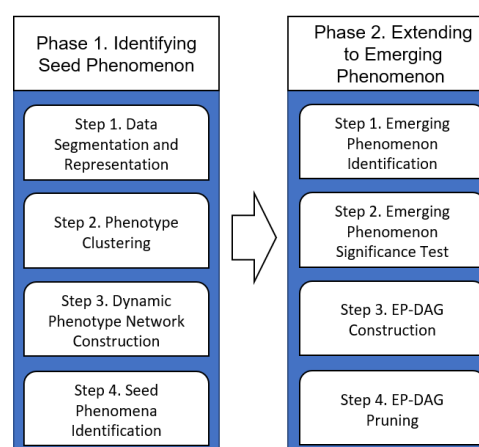 Phase 1. Identifying
Seed Phenomenon
Step 1. Data
Segmentation and
Representation
Step 2. Phenotype
Clustering
Step 3. Dynamic
Phenotype Network
Construction
Step 4. Seed
Phenomena
Identification
Phase 2. Extending
to Emerging
Phenomenon
Step 1. Emerging
Phenomenon
Identification
Step 2. Emerging
Phenomenon
Significance Test
Step 3. EP-DAG
Construction
Step 4. EP-DAG
Pruning